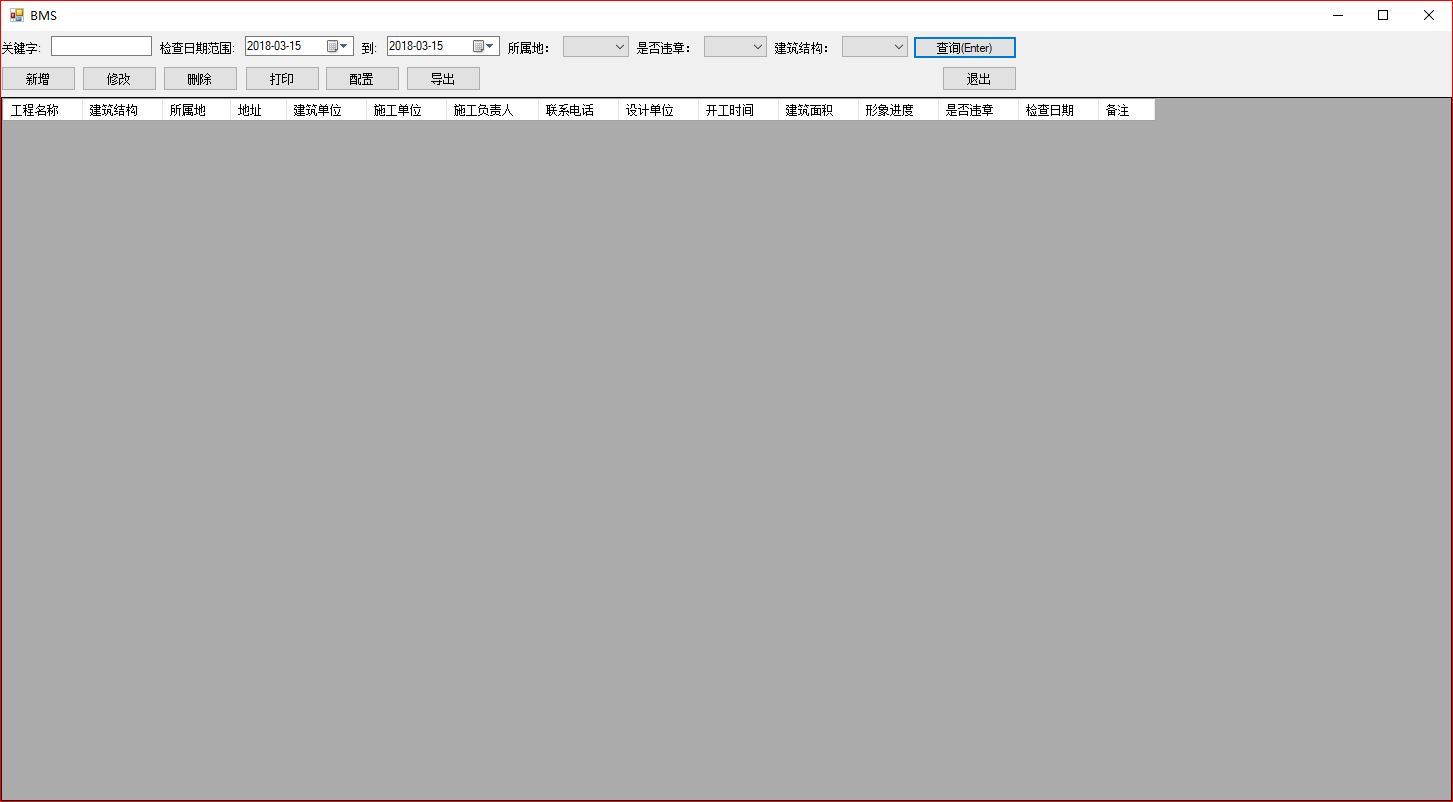 BMS
关键字: 检查日期范围: 2018-03-15 到: 2018-03-15 所属地： 是否违章： 建筑结构： 查询(Enter)
新增 修改 删除 打印 配置 导出 退出
工程名称 建筑结构 所属地 地址 建筑单位 施工单位 施工负责人 联系电话 设计单位 开工时间 建筑面积 形象进度 是否违章 检查日期 备注